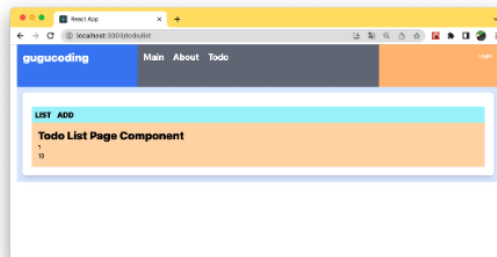 React App
localhost:3000/todo/list
gugucoding
Main About Todo
Login
LIST ADD
Todo List Page Component
1
10